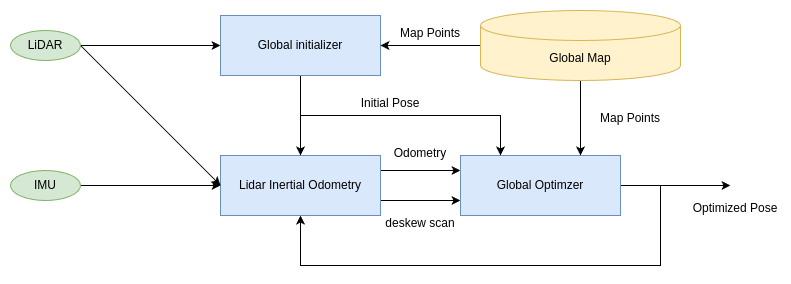 LiDAR
Global initializer
Map Points
Global Map
Initial Pose
Map Points
IMU
Lidar Inertial Odometry
Odometry
deskew scan
Global Optimzer
Optimized Pose